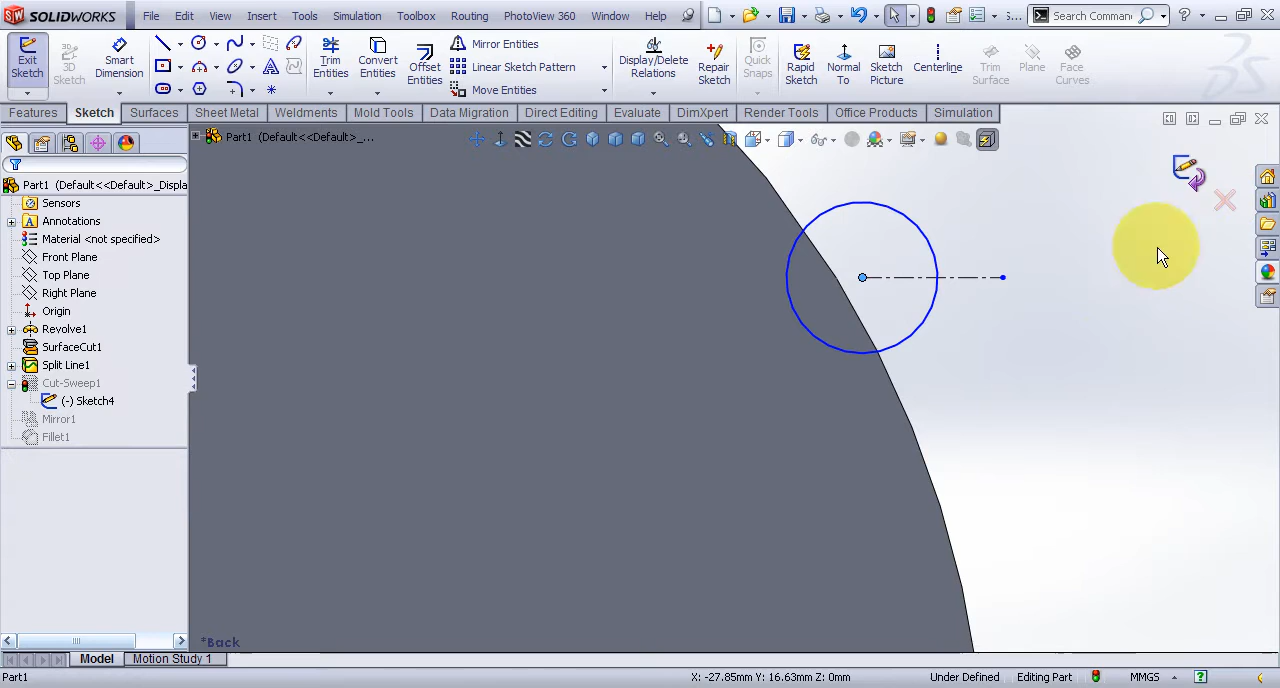 SOLIDWORKS File Edit View Insert Tools Simulation Toolbox Routing PhotoView 360 Window Help S... Search Comman
Exit Sketch
3D Sketch
Smart Dimension
Trim Entities
Convert Entities
Offset Entities
Mirror Entities
Linear Sketch Pattern
Move Entities
Display/Delete Relations
Repair Sketch
Quick Snaps
Rapid Sketch
Normal To
Sketch Picture
Centerline
Trim Surface
Plane
Face Curves
Features Sketch Surfaces Sheet Metal Weldments Mold Tools Data Migration Direct Editing Evaluate DimXpert Render Tools Office Products Simulation
Part1 (Default<<Default>_...
Part1 (Default<<Default>_Displa
Sensors
Annotations
Material <not specified>
Front Plane
Top Plane
Right Plane
Origin
Revolve1
SurfaceCut1
Split Line1
Cut-Sweep1
(-) Sketch4
Mirror1
Fillet1
*Back
Model Motion Study 1
Part1 X: -27.85mm Y: 16.63mm Z: 0mm Under Defined Editing Part MMGS